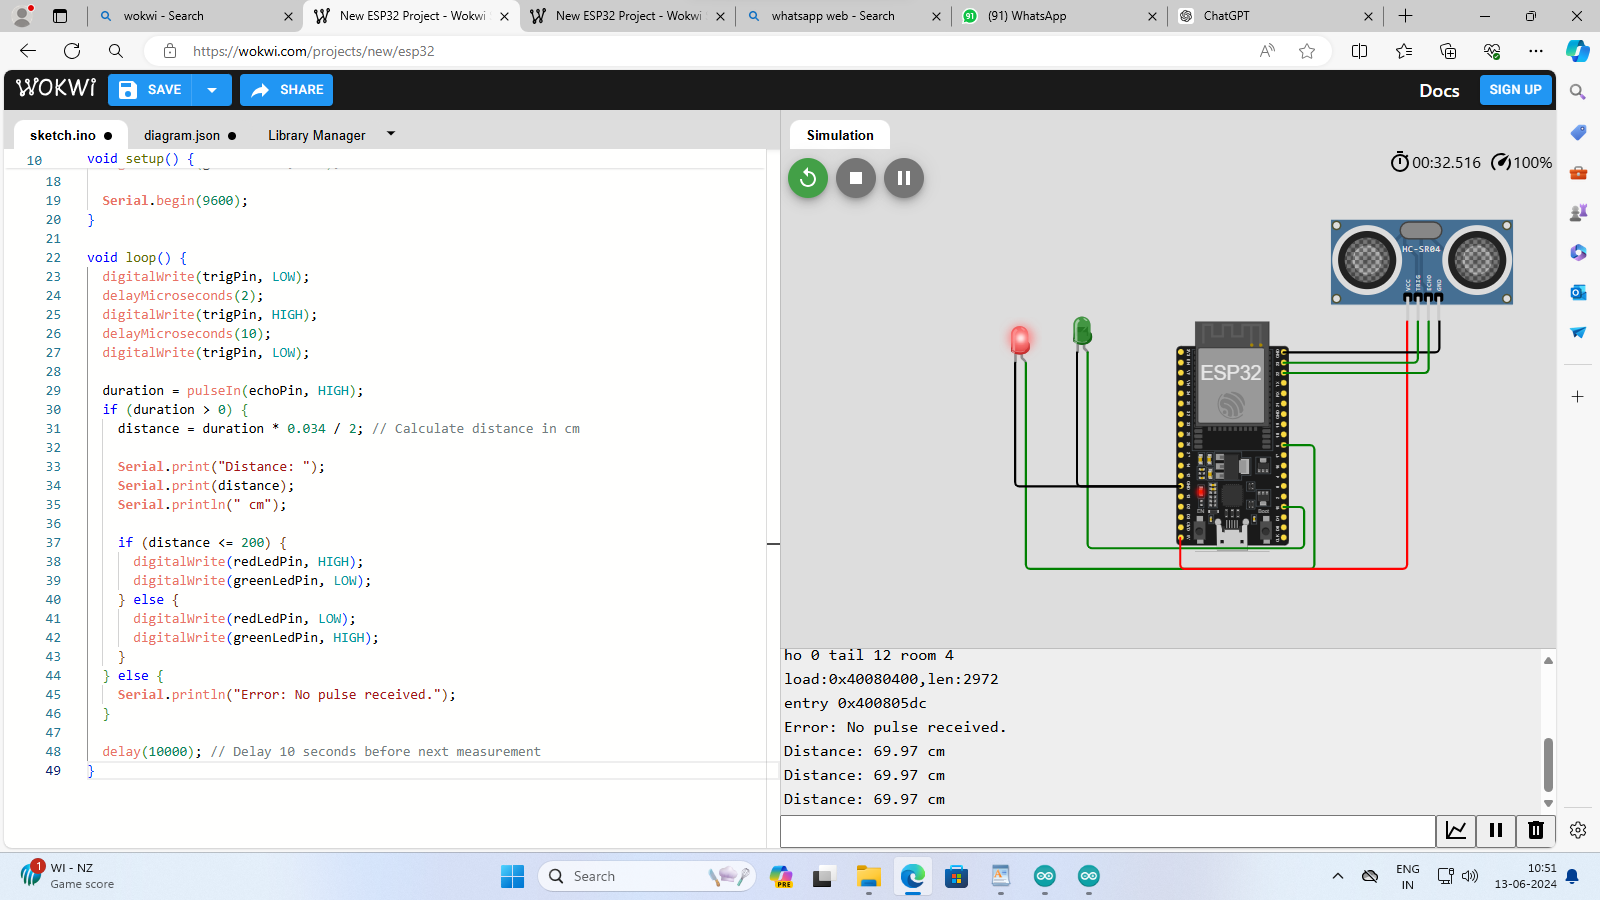 wokwi - Search
New ESP32 Project - Wokwi
New ESP32 Project - Wokwi
whatsapp web - Search
(91) WhatsApp
ChatGPT
https://wokwi.com/projects/new/esp32
WOKWi
SAVE
SHARE
Docs
SIGN UP
sketch.ino
diagram.json
Library Manager
10 void setup() {
18
19 Serial.begin(9600);
20 }
21
22 void loop() {
23 digitalWrite(trigPin, LOW);
24 delayMicroseconds(2);
25 digitalWrite(trigPin, HIGH);
26 delayMicroseconds(10);
27 digitalWrite(trigPin, LOW);
28
29 duration = pulseIn(echoPin, HIGH);
30 if (duration > 0) {
31 distance = duration * 0.034 / 2; // Calculate distance in cm
32
33 Serial.print("Distance: ");
34 Serial.print(distance);
35 Serial.println(" cm");
36
37 if (distance <= 200) {
38 digitalWrite(redLedPin, HIGH);
39 digitalWrite(greenLedPin, LOW);
40 } else {
41 digitalWrite(redLedPin, LOW);
42 digitalWrite(greenLedPin, HIGH);
43 }
44 } else {
45 Serial.println("Error: No pulse received.");
46 }
47
48 delay(10000); // Delay 10 seconds before next measurement
49 }
Simulation
00:32.516 100%
HC-SR04
VCC
TRIG
ECHO
GND
ESP32
EN
Boot
ho 0 tail 12 room 4
load:0x40080400,len:2972
entry 0x400805dc
Error: No pulse received.
Distance: 69.97 cm
Distance: 69.97 cm
Distance: 69.97 cm
1
WI - NZ
Game score
Search
PRE
ENG
IN
10:51
13-06-2024